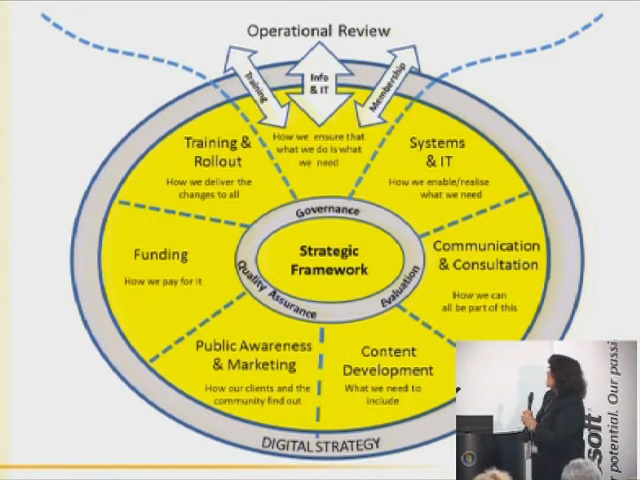 Operational Review
Training
Info
& IT
Membership
How we ensure that
what we do is what
we need
Training &
Rollout
How we deliver the
changes to all
Systems
& IT
How we enable/realise
what we need
Governance
Strategic
Framework
Quality Assurance
Evaluation
Funding
How we pay for it
Communication
& Consultation
How we can
all be part of this
Public Awareness
& Marketing
How our clients and the
community find out
Content
Development
What we need to
include
DIGITAL STRATEGY
soft
potential. Our passi